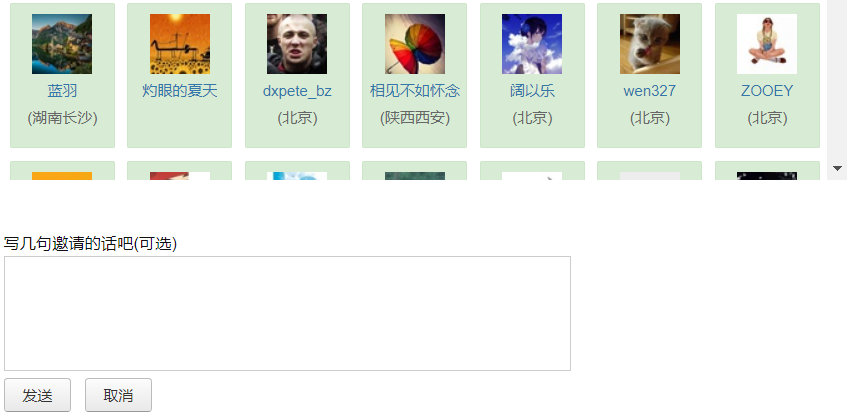 蓝羽 灼眼的夏天 dxpete_bz 相见不如怀念 阔以乐 wen327 ZOOEY
(湖南长沙) (北京) (陕西西安) (北京) (北京) (北京)
写几句邀请的话吧(可选)
发送 取消